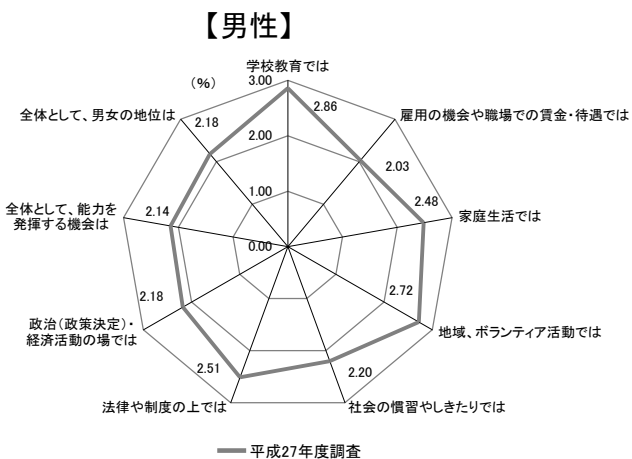 【男性】
学校教育では
3.00
(%)
2.86
全体として、男女の地位は
2.18
雇用の機会や職場での賃金・待遇では
2.00
2.03
1.00
2.48
全体として、能力を
発揮する機会は
2.14
家庭生活では
0.00
2.72
2.18
政治(政策決定)・
経済活動の場では
地域、ボランティア活動では
2.51
2.20
法律や制度の上では
社会の慣習やしきたりでは
平成27年度調査